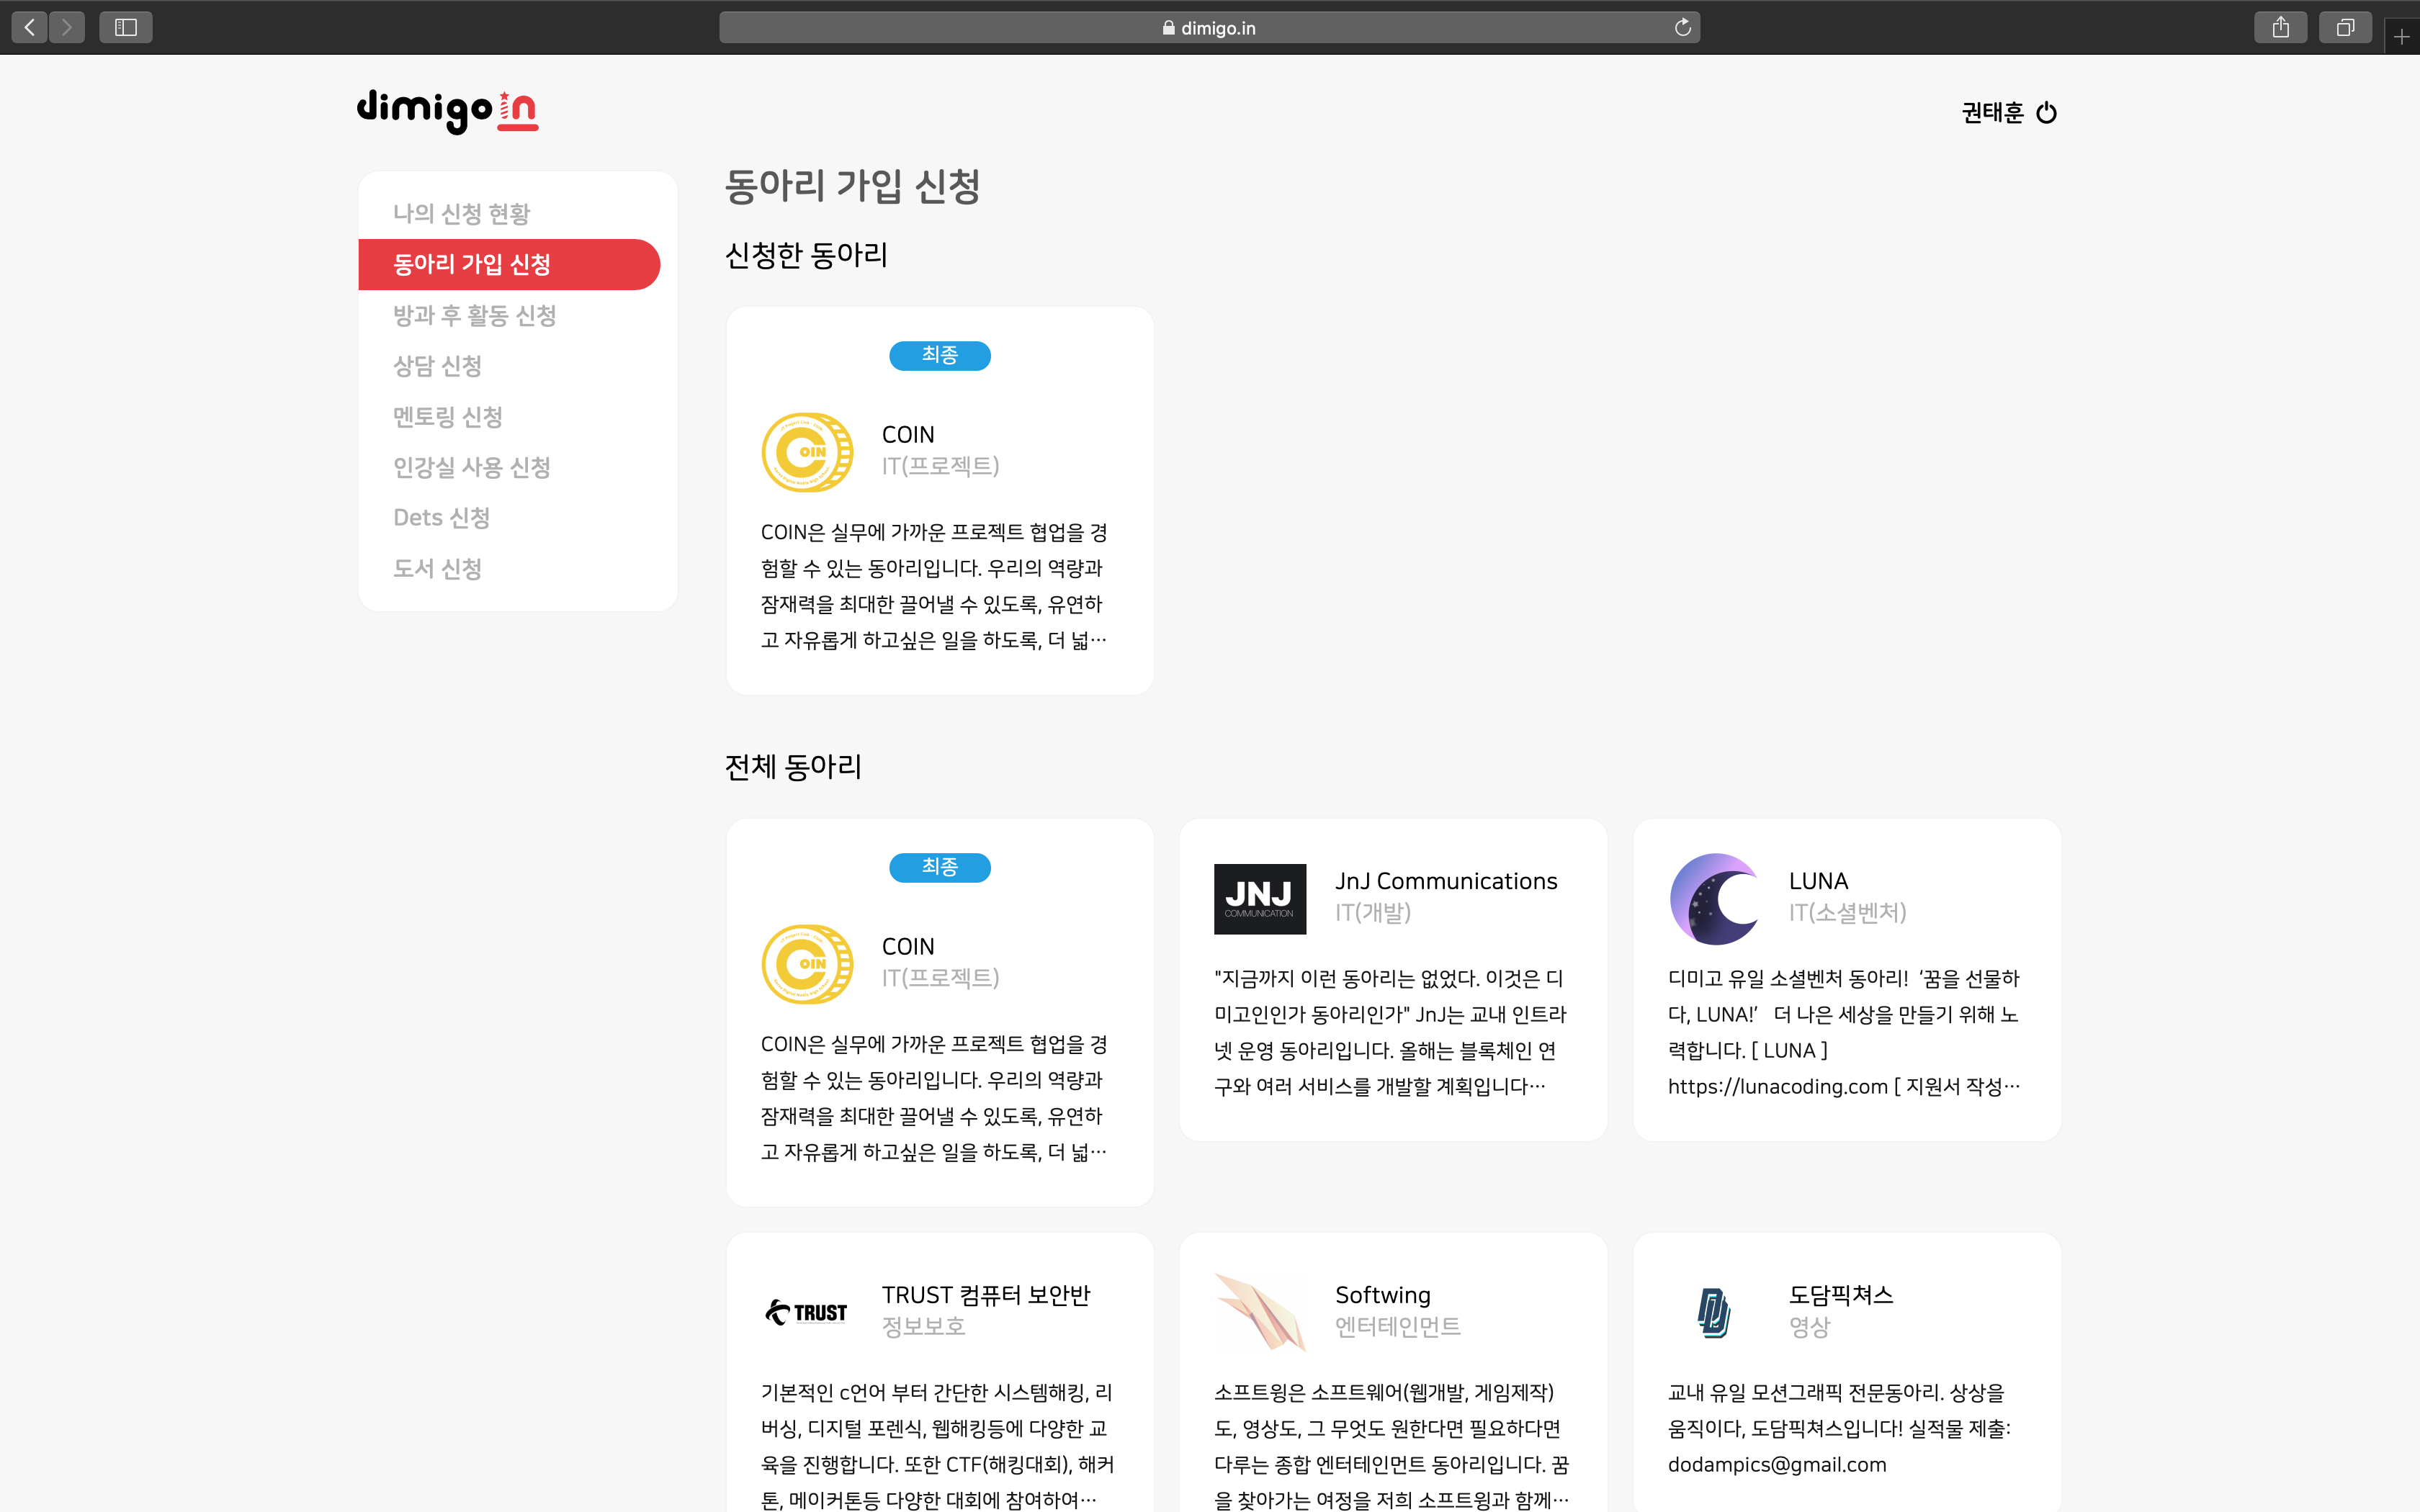 dimigo.in
dimigo in
권태훈
나의 신청 현황
동아리 가입 신청
방과 후 활동 신청
상담 신청
멘토링 신청
인강실 사용 신청
Dets 신청
도서 신청
동아리 가입 신청
신청한 동아리
최종
COIN
COIN
IT(프로젝트)
COIN은 실무에 가까운 프로젝트 협업을 경
험할 수 있는 동아리입니다. 우리의 역량과
잠재력을 최대한 끌어낼 수 있도록, 유연하
고 자유롭게 하고싶은 일을 하도록, 더 넓…
전체 동아리
최종
COIN
COIN
IT(프로젝트)
COIN은 실무에 가까운 프로젝트 협업을 경
험할 수 있는 동아리입니다. 우리의 역량과
잠재력을 최대한 끌어낼 수 있도록, 유연하
고 자유롭게 하고싶은 일을 하도록, 더 넓…
JNJ
COMMUNICATION
JnJ Communications
IT(개발)
"지금까지 이런 동아리는 없었다. 이것은 디
미고인인가 동아리인가" JnJ는 교내 인트라
넷 운영 동아리입니다. 올해는 블록체인 연
구와 여러 서비스를 개발할 계획입니다…
LUNA
IT(소셜벤처)
디미고 유일 소셜벤처 동아리! ‘꿈을 선물하
다, LUNA!’ 더 나은 세상을 만들기 위해 노
력합니다. [ LUNA ]
https://lunacoding.com [ 지원서 작성…
TRUST
TRUST 컴퓨터 보안반
정보보호
기본적인 c언어 부터 간단한 시스템해킹, 리
버싱, 디지털 포렌식, 웹해킹등에 다양한 교
육을 진행합니다. 또한 CTF(해킹대회), 해커
톤, 메이커톤등 다양한 대회에 참여하여…
Softwing
엔터테인먼트
소프트윙은 소프트웨어(웹개발, 게임제작)
도, 영상도, 그 무엇도 원한다면 필요하다면
다루는 종합 엔터테인먼트 동아리입니다. 꿈
을 찾아가는 여정을 저희 소프트윙과 함께…
도담픽쳐스
영상
교내 유일 모션그래픽 전문동아리. 상상을
움직이다, 도담픽쳐스입니다! 실적물 제출:
dodampics@gmail.com